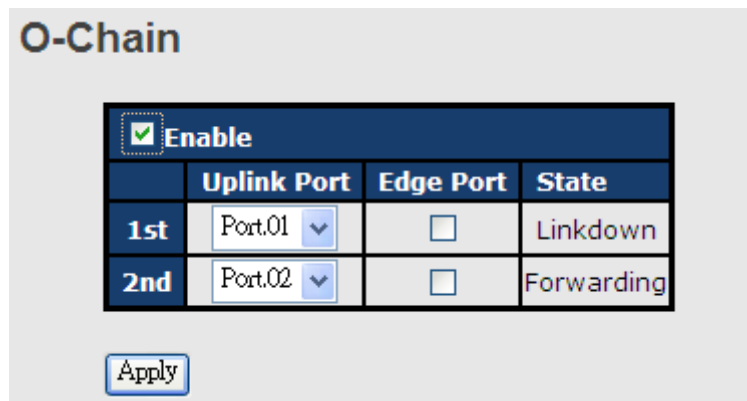 O-Chain
Enable
Uplink Port Edge Port State
1st Port.01 Linkdown
2nd Port.02 Forwarding
Apply